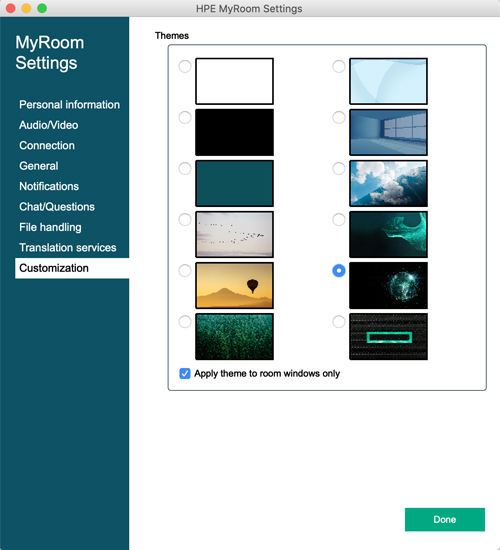 HPE MyRoom Settings
MyRoom
Settings
Themes
Personal information
Audio/Video
Connection
General
Notifications
Chat/Questions
File handling
Translation services
Customization
Apply theme to room windows only
Done